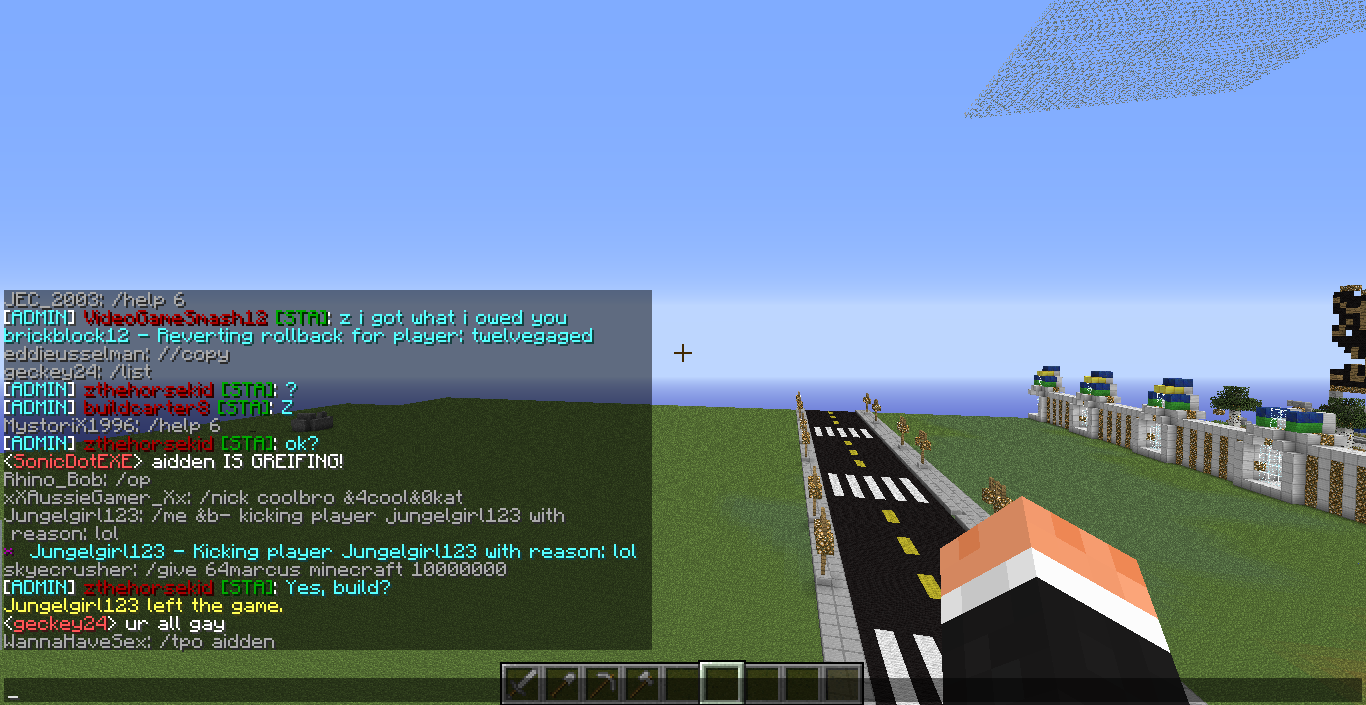 JEC_2003: /help 6
[ADMIN] VideoGameSmash12 [STA]: z i got what i owed you
brickblock12 - Reverting rollback for player: twelvegaged
eddieusselman: //copy
geckey24: /list
[ADMIN] zthehorsekid [STA]: ?
[ADMIN] buildcarter8 [STA]: Z
MystoriX1996: /help 6
[ADMIN] zthehorsekid [STA]: ok?
<SonicDotEXE> aidden IS GREIFING!
Rhino_Bob: /op
xXAussieGamer_Xx: /nick coolbro &4cool&0kat
Jungelgirl123: /me &b- kicking player jungelgirl123 with
reason: lol
* Jungelgirl123 - Kicking player Jungelgirl123 with reason: lol
skyecrusher: /give 64marcus minecraft 10000000
[ADMIN] zthehorsekid [STA]: Yes, build?
Jungelgirl123 left the game.
<geckey24> ur all gay
WannaHaveSex: /tpo aidden
_